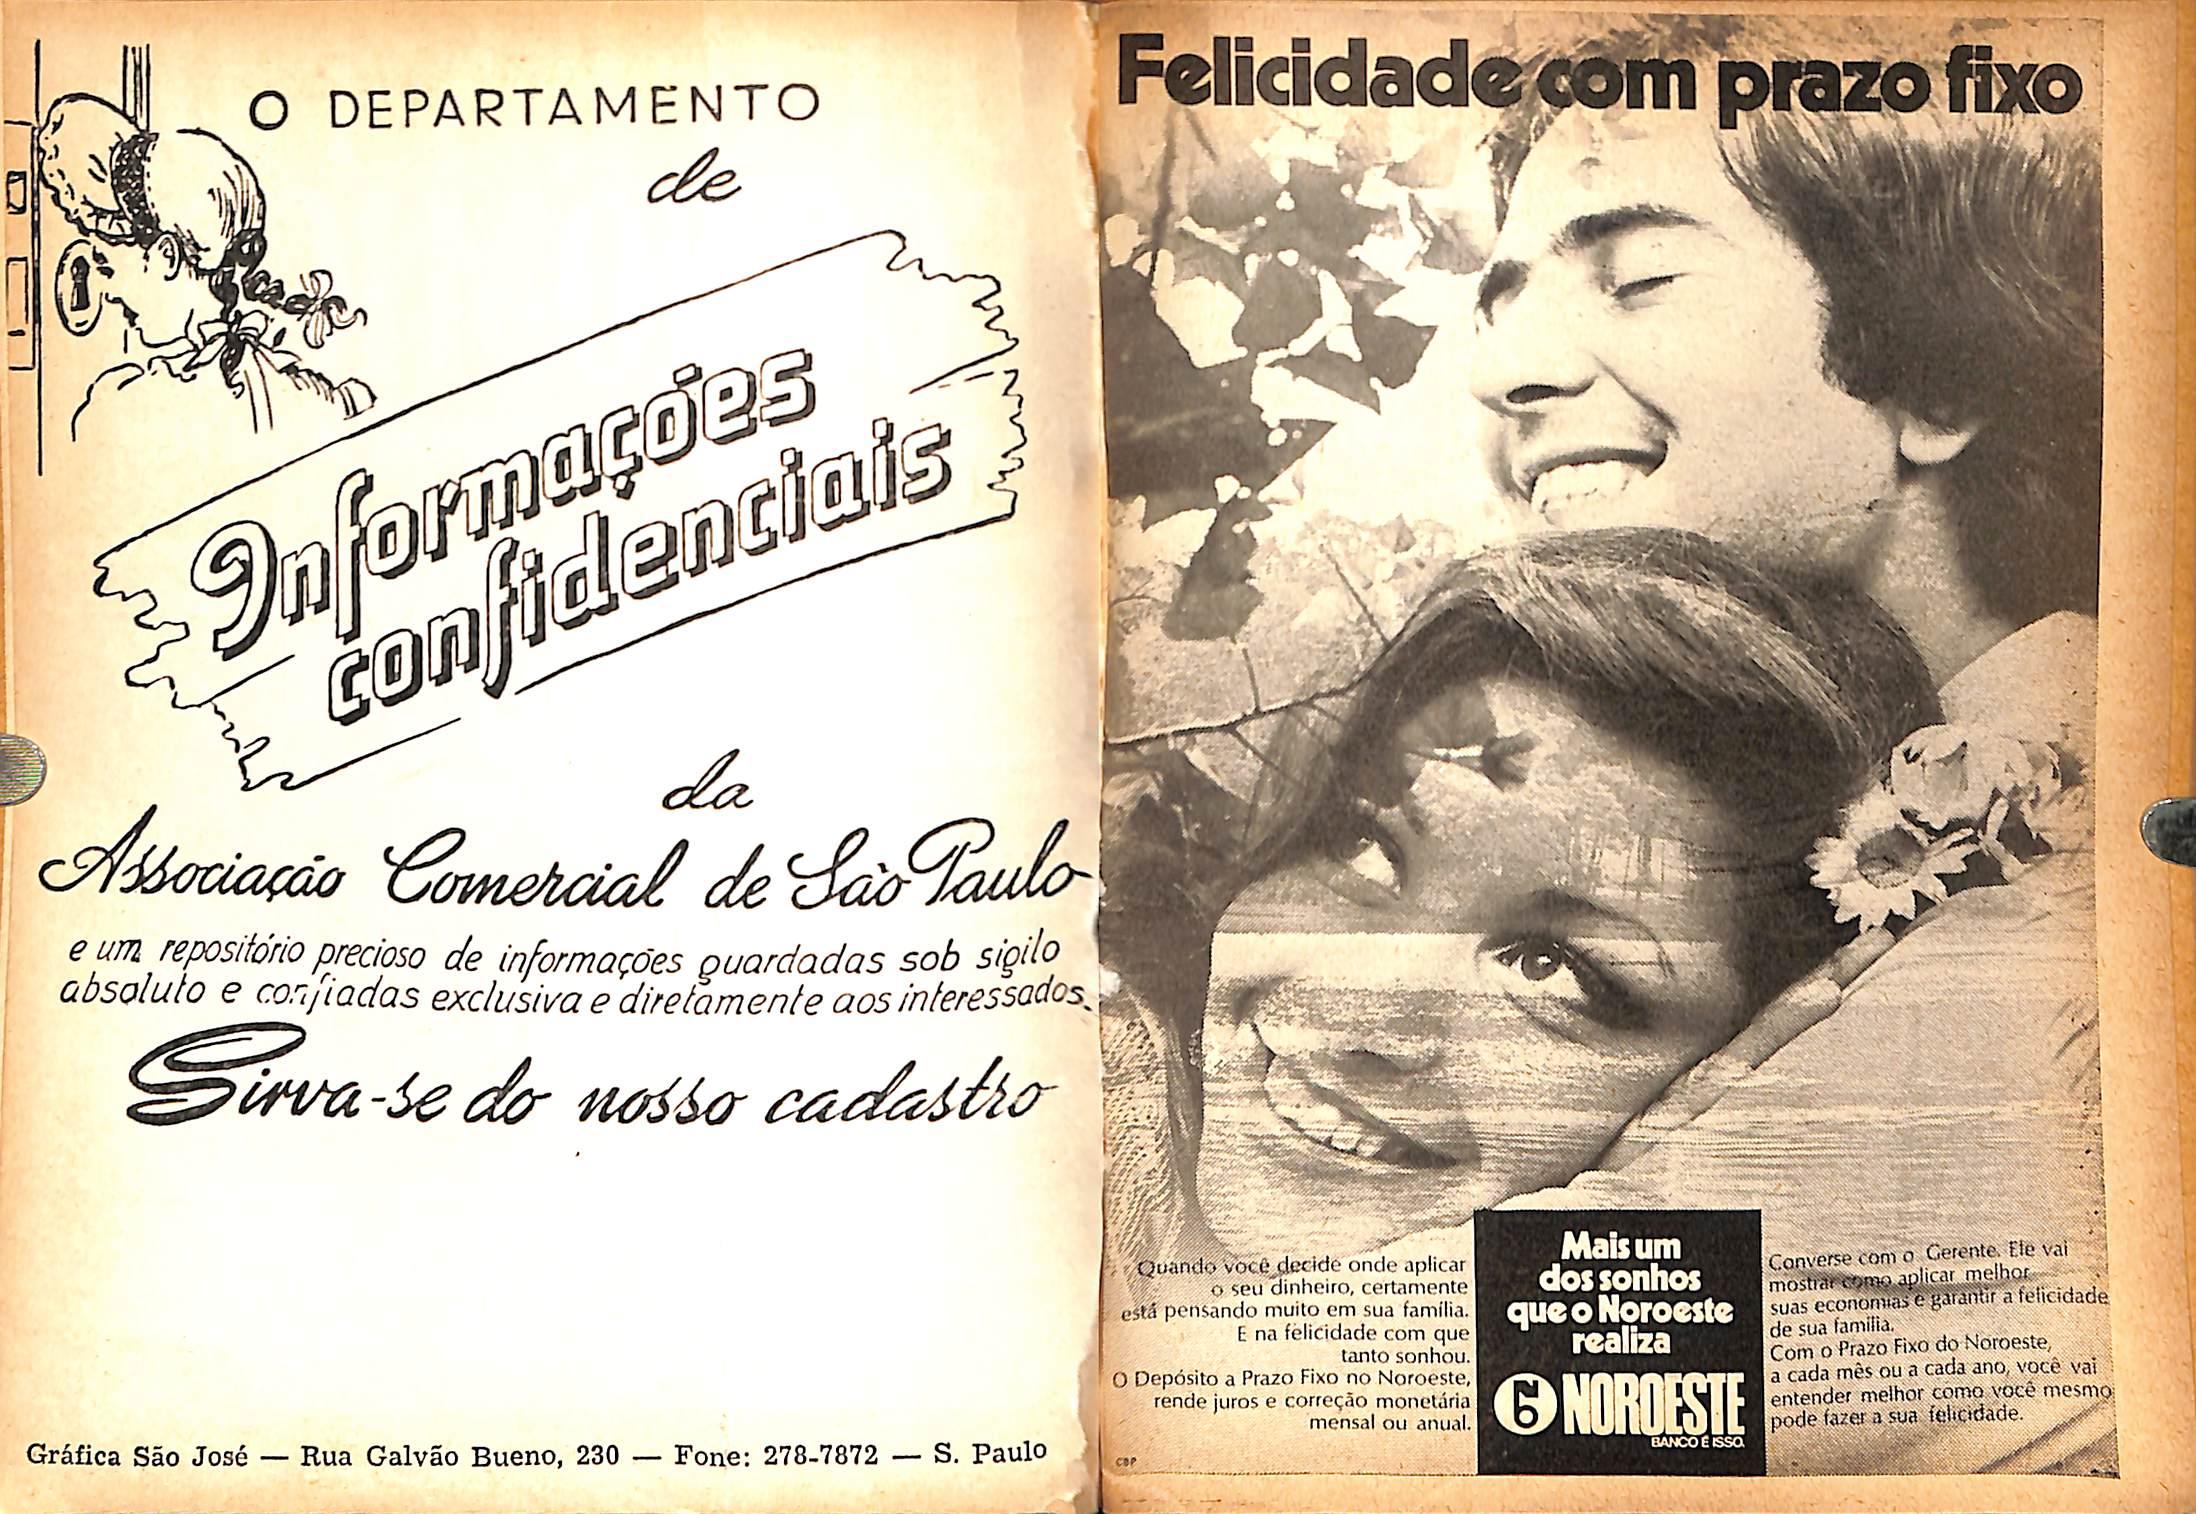 O DEPARTAMENTO
de
Informações
confidenciais
da
Associação Comercial de São Paulo
e um repositório precioso de informações guardadas sob sigilo
absoluto e confiadas exclusiva e diretamente aos interessados.
Sirva-se do nosso cadastro
Gráfica São José — Rua Galvão Bueno, 230 — Fone: 278-7872 — S. Paulo
Felicidade com prazo fixo
Quando você decide onde aplicar
o seu dinheiro, certamente
está pensando muito em sua família.
E na felicidade com que
tanto sonhou.
O Depósito a Prazo Fixo no Noroeste,
rende juros e correção monetária
mensal ou anual.
CBP
Mais um
dos sonhos
que o Noroeste
realiza
NOROESTE
BANCO É ISSO.
Converse com o Gerente. Ele vai
mostrar como aplicar melhor
suas economias e garantir a felicidade
de sua família.
Com o Prazo Fixo do Noroeste,
a cada mês ou a cada ano, você vai
entender melhor como você mesmo
pode fazer a sua felicidade.